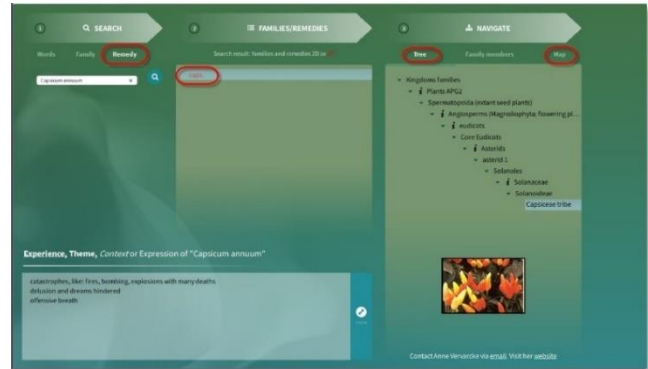 1 SEARCH
Words Family Remedy
Capsicum annuum
2 FAMILIES/REMEDIES
Search result: families and remedies 20 or
3 NAVIGATE
Tree Family members Map
Kingdoms families
i Plants APG2
Spermatopsida (extant seed plants)
i Angiosperms (Magnoliophyta; flowering pl...
i eudicots
Core Eudicots
i Asterids
asterid 1
Solanales
i Solanaceae
Solanoideae
Capsiceae tribe
Experience, Theme, Context or Expression of "Capsicum annuum"
catastrophes, like: fires, bombing, explosions with many deaths
delusion and dreams hindered
offensive breath
Contact Anne Vervarcke via email. Visit her website